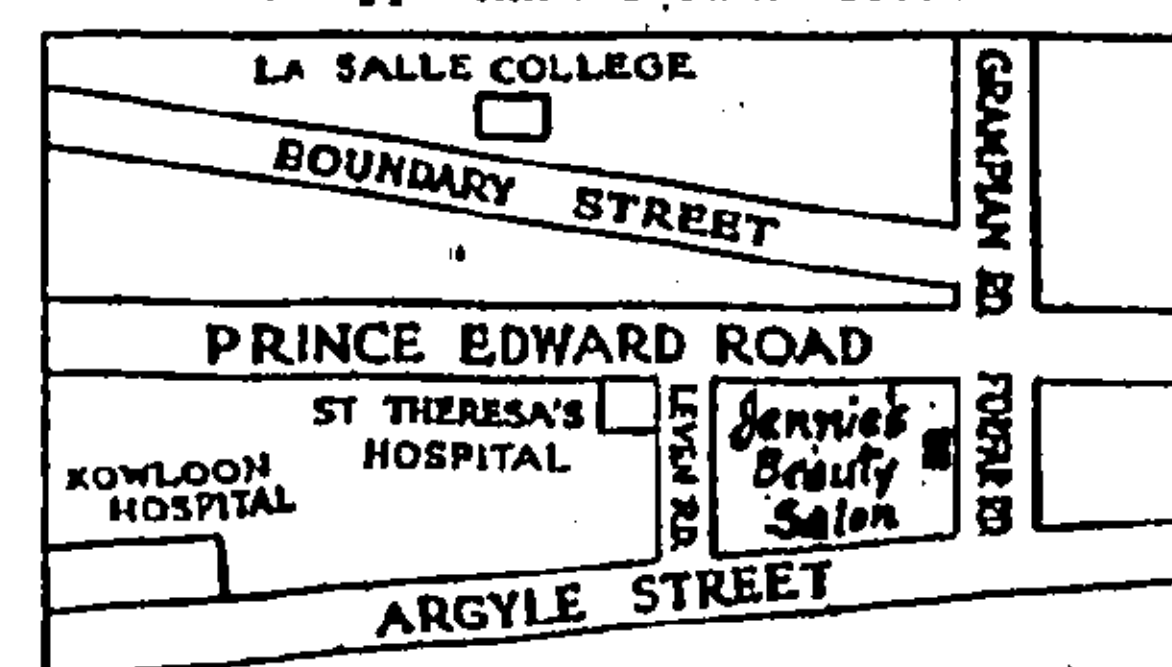 LA SALLE COLLEGE
GRAMPIAN RD
BOUNDARY STREET
PRINCE EDWARD ROAD
ST THERESA'S
HOSPITAL
LEVEN RD.
Jennie's
Beauty
Salon
FORFAR RD
KOWLOON
HOSPITAL
ARGYLE STREET